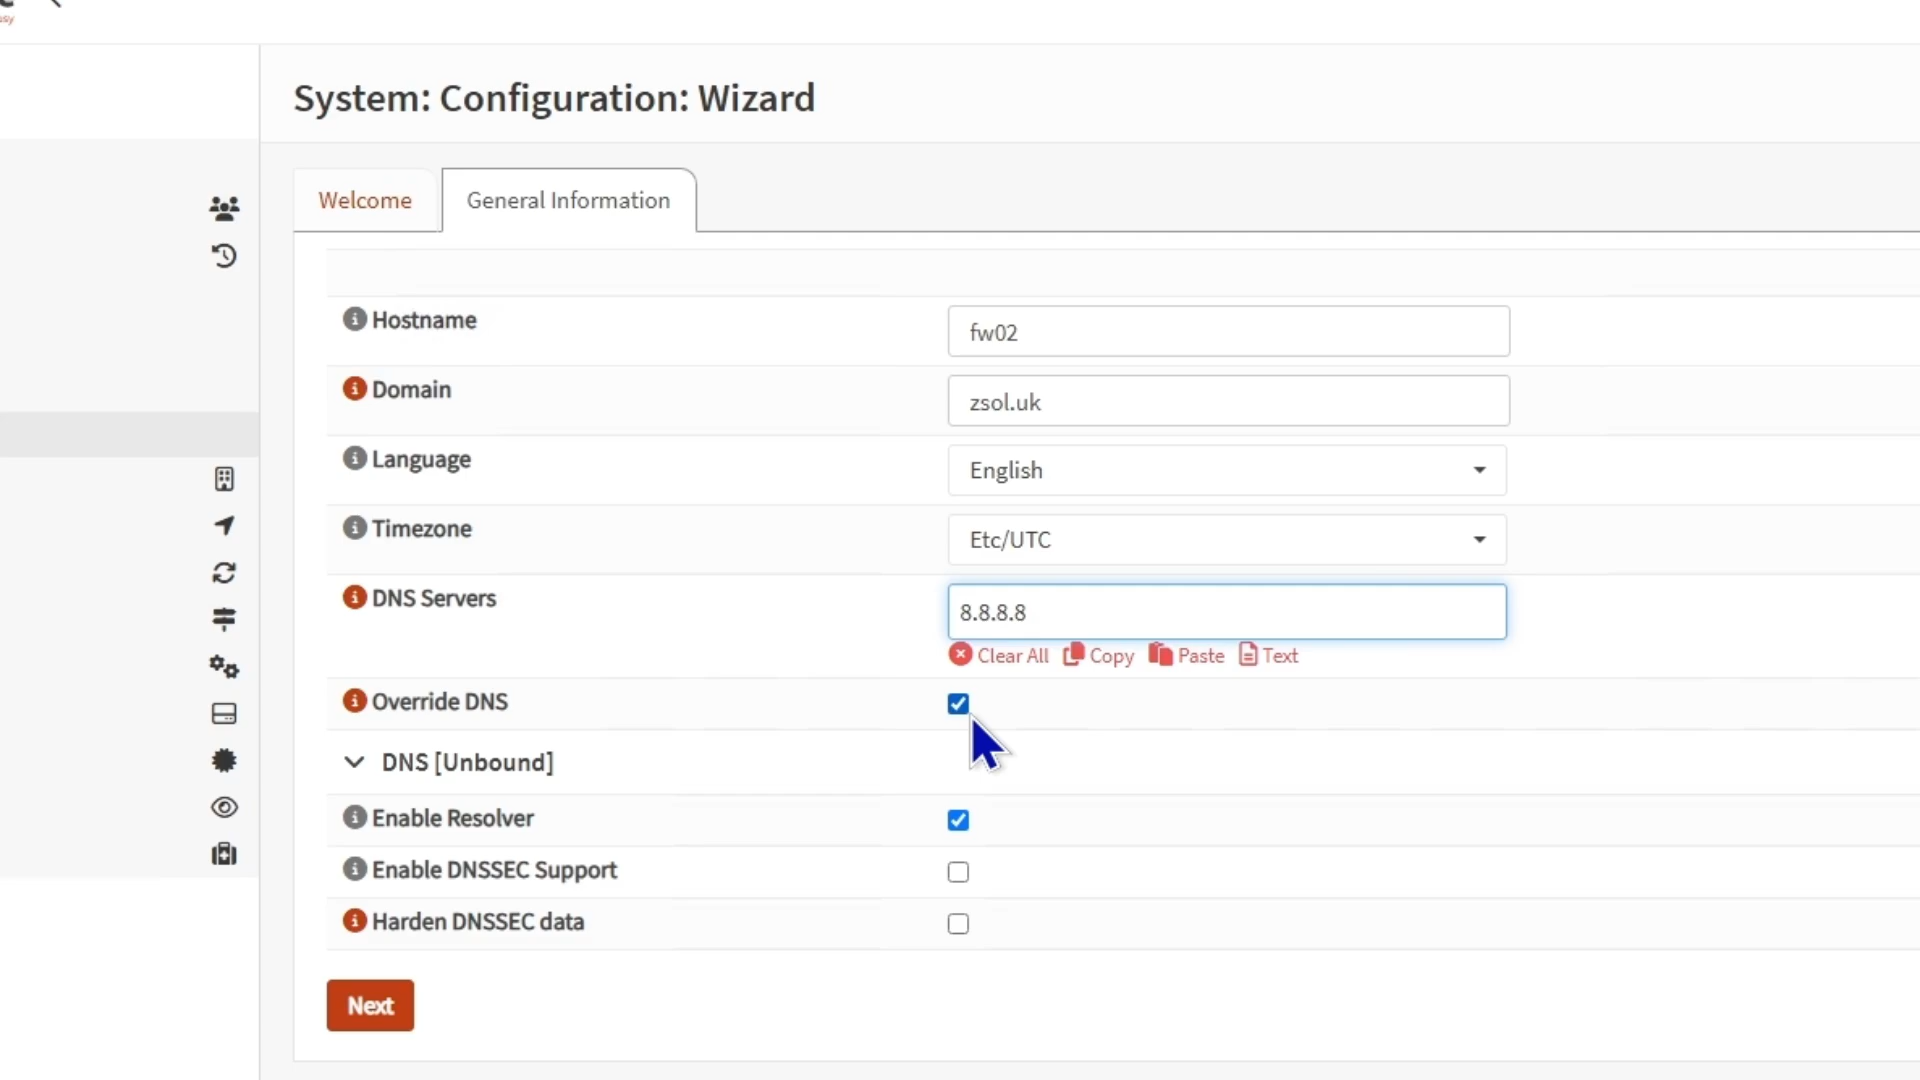 System: Configuration: Wizard
Welcome
General Information
Hostname
fw02
Domain
zsol.uk
Language
English
Timezone
Etc/UTC
DNS Servers
8.8.8.8
Clear All Copy Paste Text
Override DNS
DNS [Unbound]
Enable Resolver
Enable DNSSEC Support
Harden DNSSEC data
Next